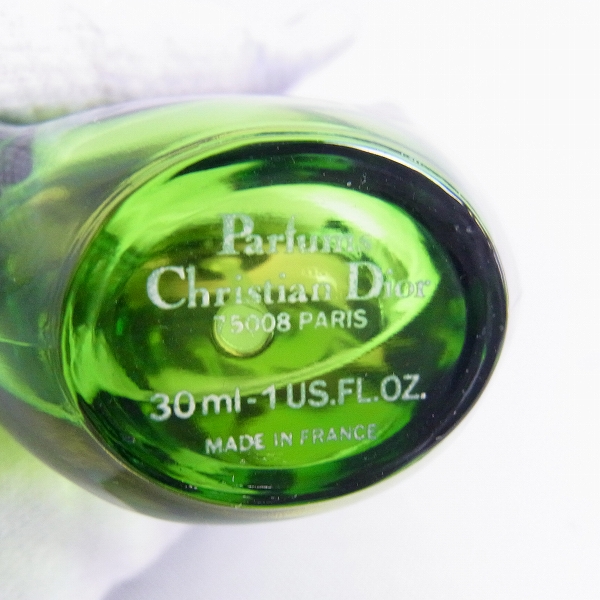 Parfums
Christian Dior
75008 PARIS
30 ml - 1 US.FL.OZ.
MADE IN FRANCE